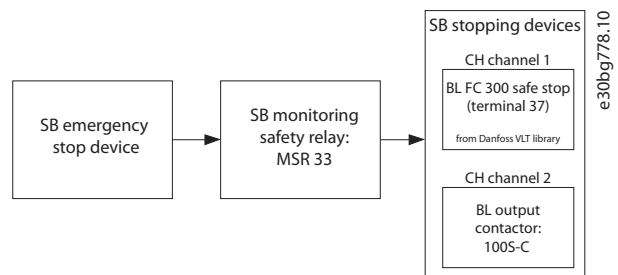 SB emergency
stop device
SB monitoring
safety relay:
MSR 33
SB stopping devices
CH channel 1
BL FC 300 safe stop
(terminal 37)
from Danfoss VLT library
CH channel 2
BL output
contactor:
100S-C
e30bg778.10